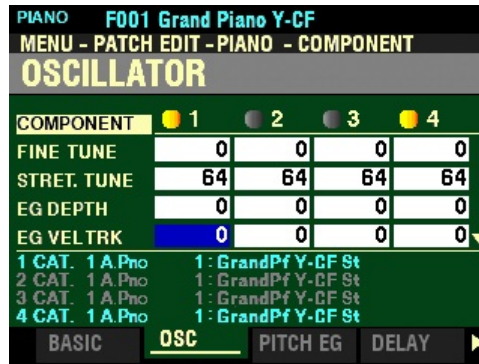 PIANO F001 Grand Piano Y-CF
MENU - PATCH EDIT - PIANO - COMPONENT
OSCILLATOR
COMPONENT 1 2 3 4
FINE TUNE 0 0 0 0
STRET. TUNE 64 64 64 64
EG DEPTH 0 0 0 0
EG VEL TRK 0 0 0 0
1 CAT. 1 A.Pno 1: GrandPf Y-CF St
2 CAT. 1 A.Pno 1: GrandPf Y-CF St
3 CAT. 1 A.Pno 1: GrandPf Y-CF St
4 CAT. 1 A.Pno 1: GrandPf Y-CF St
BASIC OSC PITCH EG DELAY